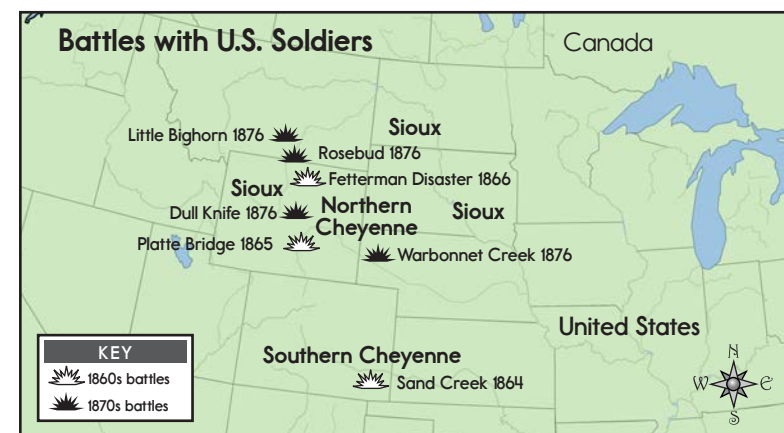 Battles with U.S. Soldiers
Canada
Little Bighorn 1876
Sioux
Rosebud 1876
Fetterman Disaster 1866
Sioux
Dull Knife 1876
Northern
Cheyenne
Sioux
Platte Bridge 1865
Warbonnet Creek 1876
United States
Southern Cheyenne
Sand Creek 1864
KEY
1860s battles
1870s battles
N
W
E
S